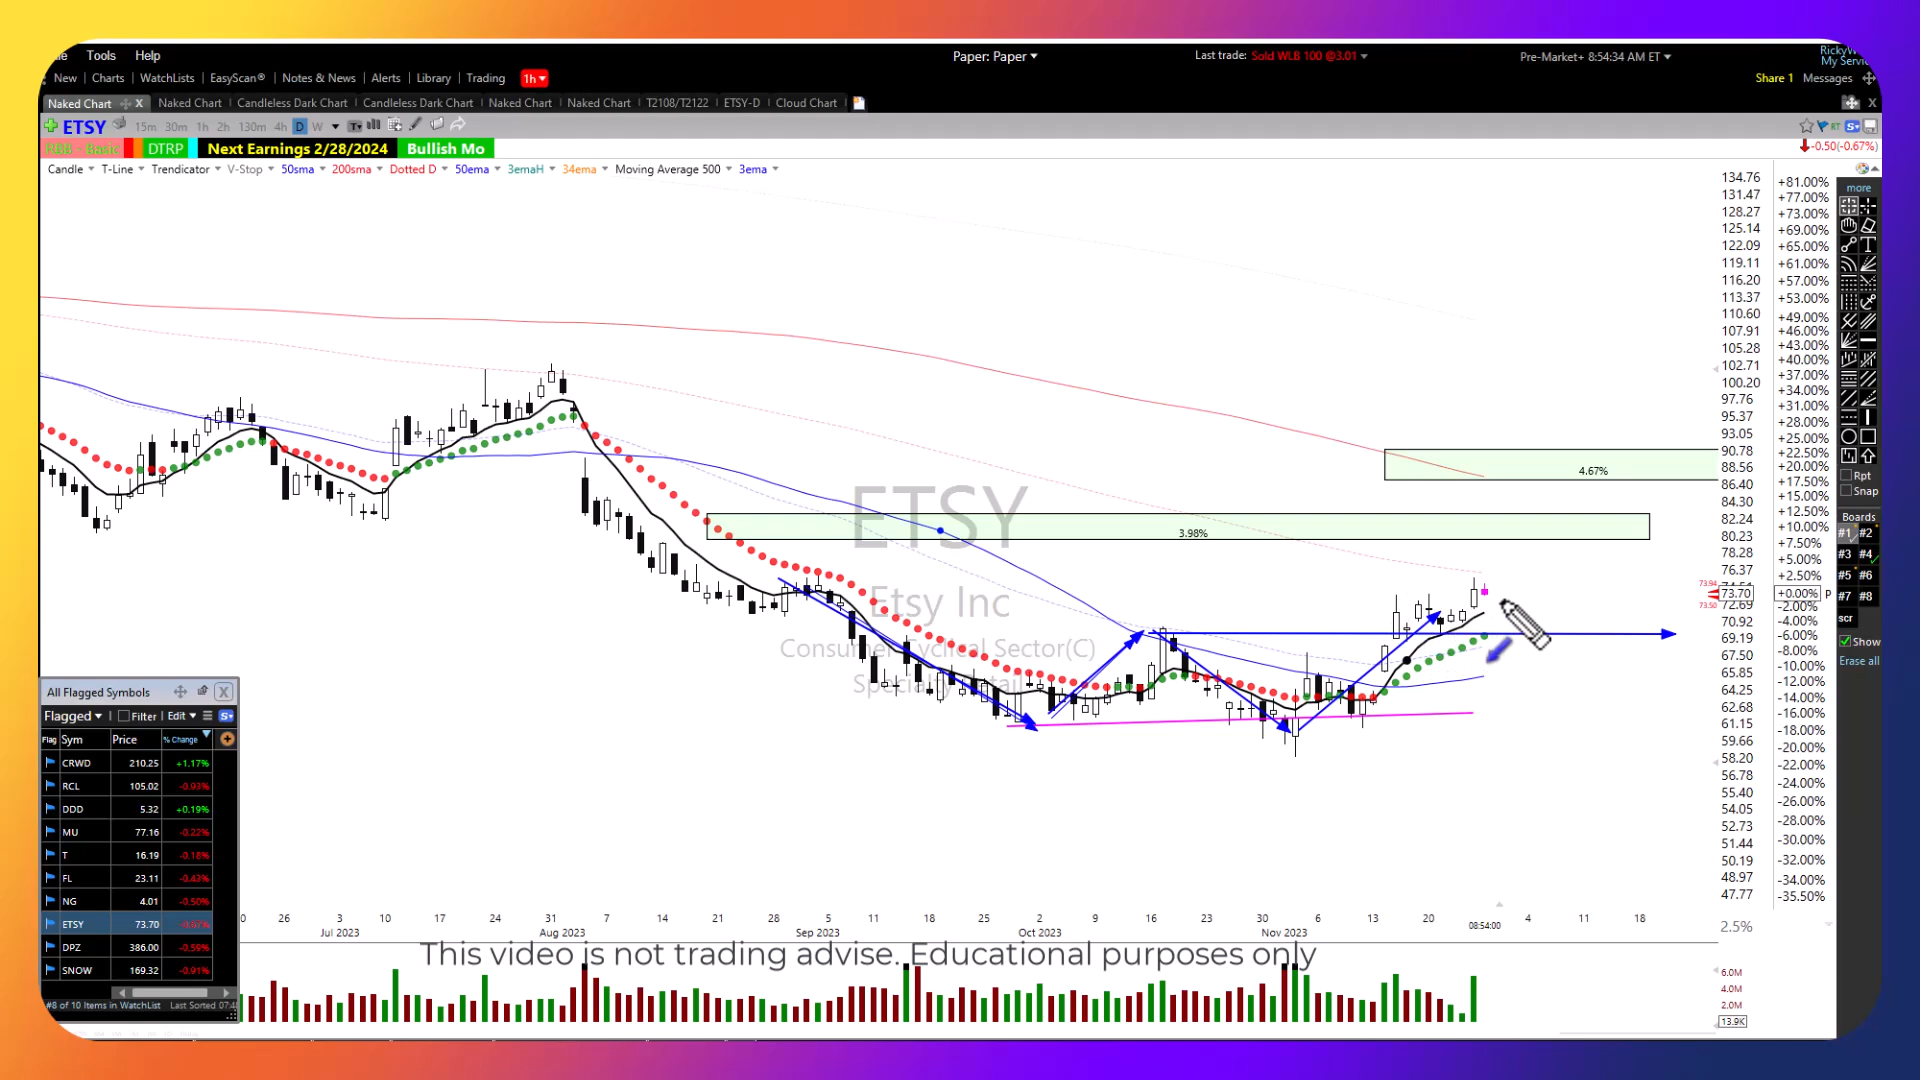 Tools Help Paper: Paper Last trade: Sold WLB 100 @3.01 Pre-Market+ 8:54:34 AM ET
New Charts WatchLists EasyScan® Notes & News Alerts Library Trading 1h Share 1 Messages
Naked Chart X Naked Chart Candleless Dark Chart Candleless Dark Chart Naked Chart Naked Chart T2108/T2122 ETSY-D Cloud Chart
ETSY 15m 30m 1h 2h 130m 4h D W
RBB - Basic DTRP Next Earnings 2/28/2024 Bullish Mo -0.50(-0.67%)
Candle T-Line Trendicator V-Stop 50sma 200sma Dotted D 50ema 3emaH 34ema Moving Average 500 3ema
more
134.76 +81.00%
131.47 +77.00%
128.27 +73.00%
125.14 +69.00%
122.09 +65.00%
119.11 +61.00%
116.20 +57.00%
113.37 +53.00%
110.60 +49.00%
107.91 +46.00%
105.28 +43.00%
102.71 +40.00%
100.20 +37.00%
97.76 +34.00%
95.37 +31.00%
93.05 +28.00%
90.78 +25.00%
+22.50%
88.56 +20.00%
86.40 +17.50%
84.30 +15.00%
82.24 +12.50%
80.23 +10.00%
+7.50%
78.28 +5.00%
76.37 +2.50%
73.94
73.70 +0.00% P
73.50
72.69 -2.00%
70.92 -4.00%
69.19 -6.00%
67.50 -8.00%
65.85 -10.00%
64.25 -12.00%
62.68 -14.00%
61.15 -16.00%
59.66 -18.00%
58.20 -20.00%
56.78 -22.00%
55.40 -24.00%
54.05 -26.00%
52.73 -28.00%
51.44 -30.00%
50.19 -32.00%
48.97 -34.00%
47.77 -35.50%
2.5%
4.67%
3.98%
ETSY
Etsy Inc
Consumer Cyclical Sector(C)
Rpt
Snap
Boards
#1 #2
#3 #4
#5 #6
#7 #8
scr
Show
Erase all
All Flagged Symbols X
Flagged Filter Edit
Flag Sym Price % Change
CRWD 210.25 +1.17%
RCL 105.02 -0.93%
DDD 5.32 +0.19%
MU 77.16 -0.22%
T 16.19 -0.18%
FL 23.11 -0.43%
NG 4.01 -0.50%
ETSY 73.70 -0.67%
DPZ 386.00 -0.59%
SNOW 169.32 -0.91%
#8 of 10 Items in WatchList Last Sorted
26 3 10 17 24 31 7 14 21 28 5 11 18 25 2 9 16 23 30 6 13 20 08:54:00 4 11 18
Jul 2023 Aug 2023 Sep 2023 Oct 2023 Nov 2023
This video is not trading advise. Educational purposes only
6.0M
4.0M
2.0M
13.9K